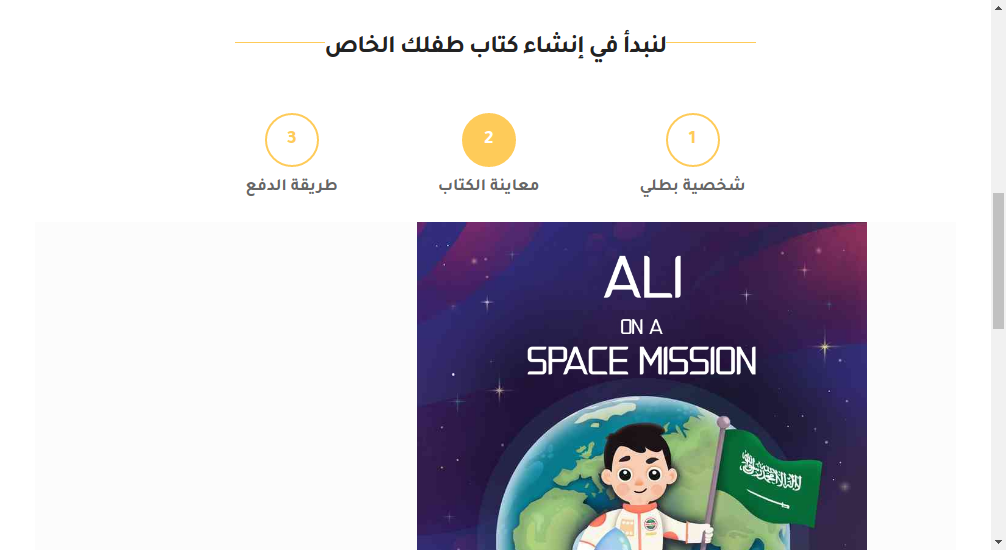 لنبدأ في إنشاء كتاب طفلك الخاص
1
2
3
شخصية بطلي
معاينة الكتاب
طريقة الدفع
ALI
ON A
SPACE MISSION